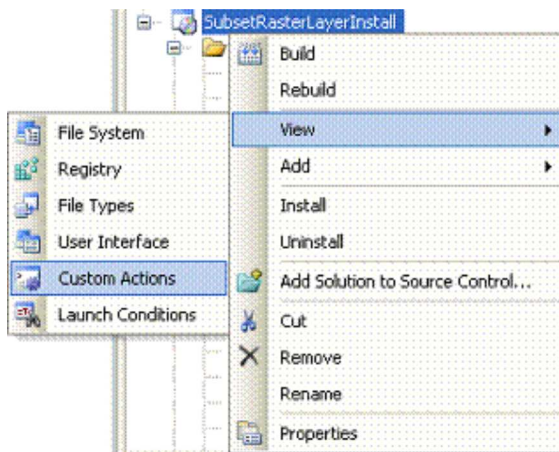 SubsetRasterLayerInstall
Build
Rebuild
View
Add
Install
Uninstall
Add Solution to Source Control...
Cut
Remove
Rename
Properties
File System
Registry
File Types
User Interface
Custom Actions
Launch Conditions